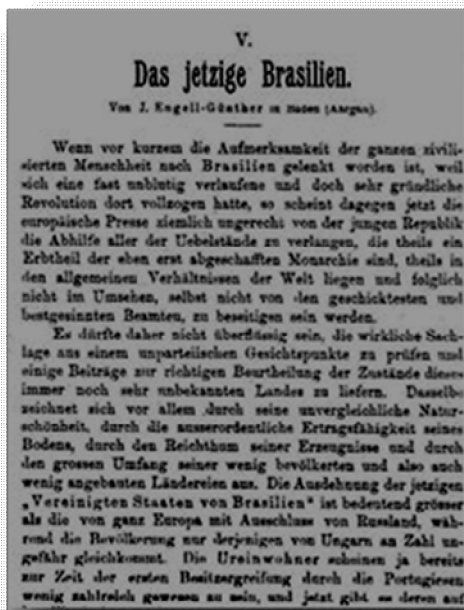 V.
Das jetzige Brasilien.
Von J. Engell-Günther in Baden (Aargau).
Wenn vor kurzem die Aufmerksamkeit der ganzen zivili-
sierten Menschheit nach Brasilien gelenkt worden ist, weil
sich eine fast unblutig verlaufene und doch sehr gründliche
Revolution dort vollzogen hatte, so scheint dagegen jetzt die
europäische Presse ziemlich ungerecht von der jungen Republik
die Abhilfe aller der Uebelstände zu verlangen, die theils ein
Erbtheil der eben erst abgeschafften Monarchie sind, theils in
den allgemeinen Verhältnissen der Welt liegen und folglich
nicht im Umsehen, selbst nicht von den geschicktesten und
bestgesinnten Beamten, zu beseitigen sein werden.
Es dürfte daher nicht überflüssig sein, die wirkliche Sach-
lage aus einem unparteiischen Gesichtspunkte zu prüfen und
einige Beiträge zur richtigen Beurtheilung der Zustände dieses
immer noch sehr unbekannten Landes zu liefern. Dasselbe
zeichnet sich vor allem durch seine unvergleichliche Natur-
schönheit, durch die ausserordentliche Ertragsfähigkeit seines
Bodens, durch den Reichthum seiner Erzeugnisse und durch
den grossen Umfang seiner wenig bevölkerten und also auch
wenig angebauten Ländereien aus. Die Ausdehnung der jetzigen
„Vereinigten Staaten von Brasilien" ist bedeutend grösser
als die von ganz Europa mit Ausschluss von Russland, wäh-
rend die Bevölkerung nur derjenigen von Ungarn an Zahl un-
gefähr gleichkommt. Die Ureinwohner scheinen ja bereits
zur Zeit der ersten Besitzergreifung durch die Portugiesen
wenig zahlreich gewesen zu sein, und jetzt gibt es deren auf